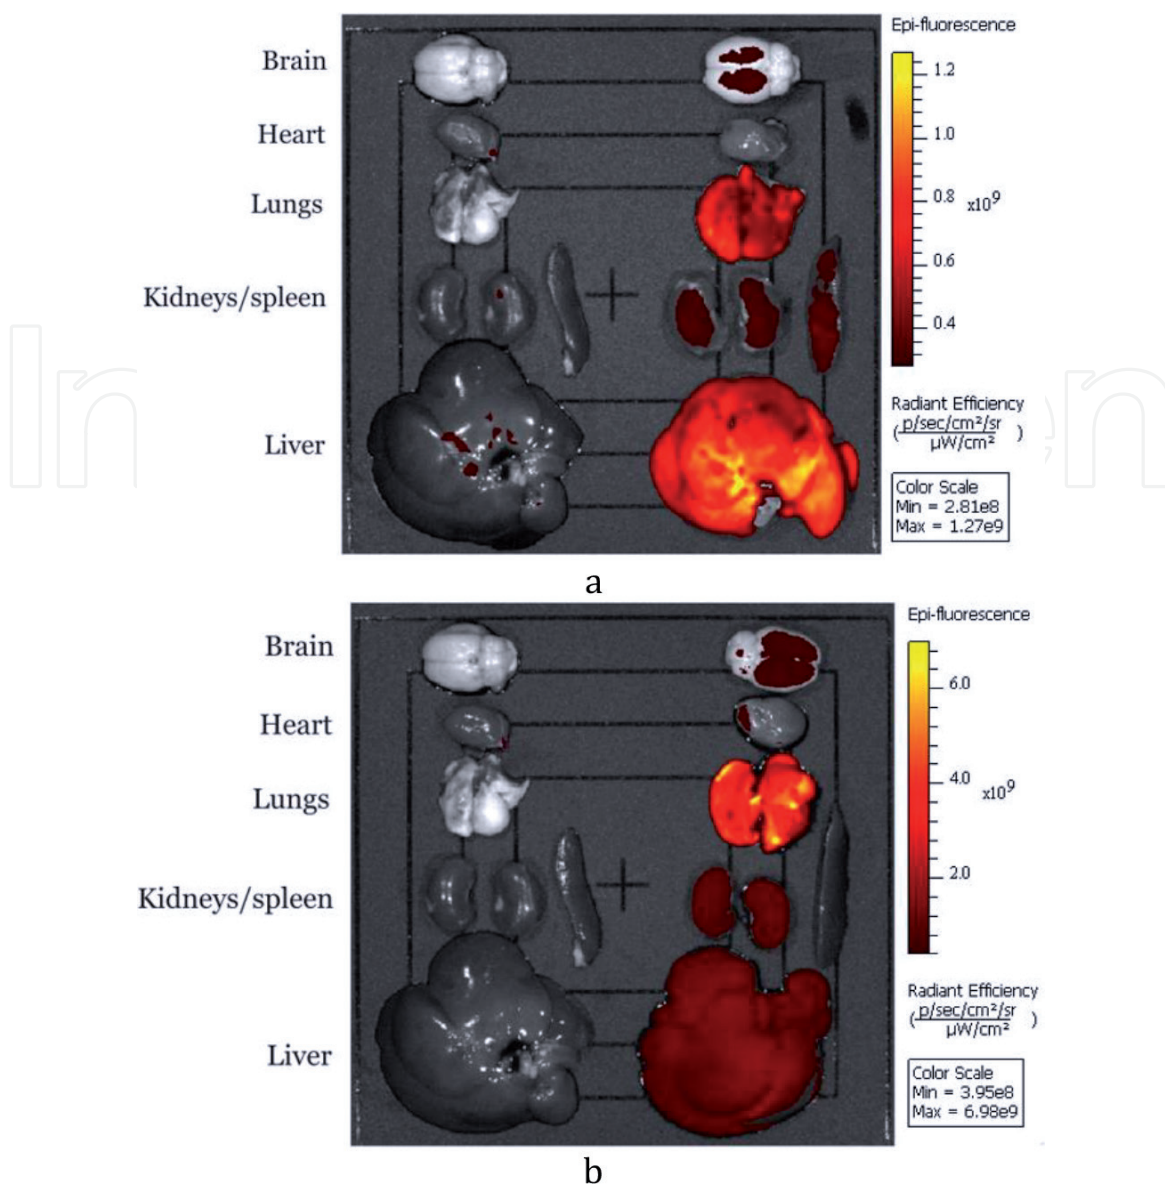 Epi-fluorescence
Brain
1.2
Heart
1.0
Lungs
0.8
x10⁹
0.6
Kidneys/spleen
0.4
Radiant Efficiency
(p/sec/cm²/sr
µW/cm²)
Liver
Color Scale
Min = 2.81e8
Max = 1.27e9
a
Epi-fluorescence
Brain
6.0
Heart
4.0
x10⁹
Lungs
2.0
Kidneys/spleen
Radiant Efficiency
(p/sec/cm²/sr
µW/cm²)
Liver
Color Scale
Min = 3.95e8
Max = 6.98e9
b